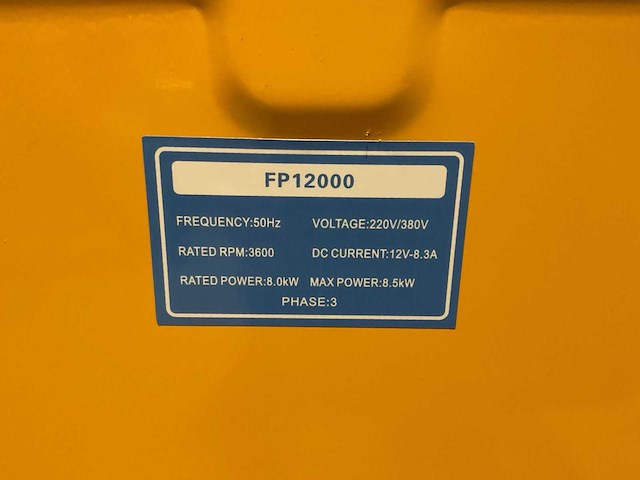 FP12000
FREQUENCY:50Hz VOLTAGE:220V/380V
RATED RPM:3600 DC CURRENT:12V-8.3A
RATED POWER:8.0kW MAX POWER:8.5kW
PHASE:3